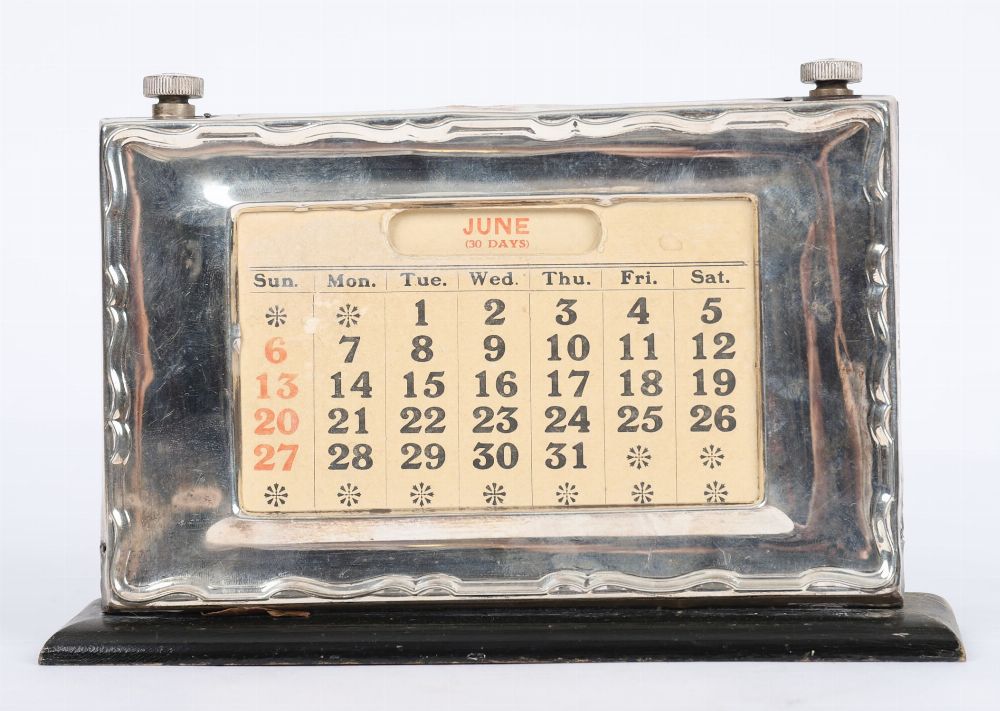 JUNE
(30 DAYS)
Sun. Mon. Tue. Wed. Thu. Fri. Sat.
1 2 3 4 5
6 7 8 9 10 11 12
13 14 15 16 17 18 19
20 21 22 23 24 25 26
27 28 29 30 31